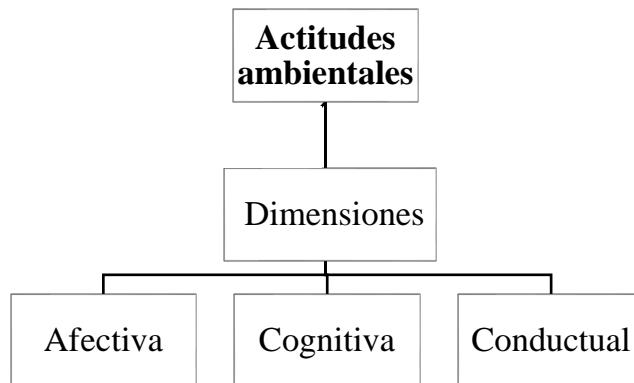 Actitudes
ambientales
Dimensiones
Afectiva
Cognitiva
Conductual